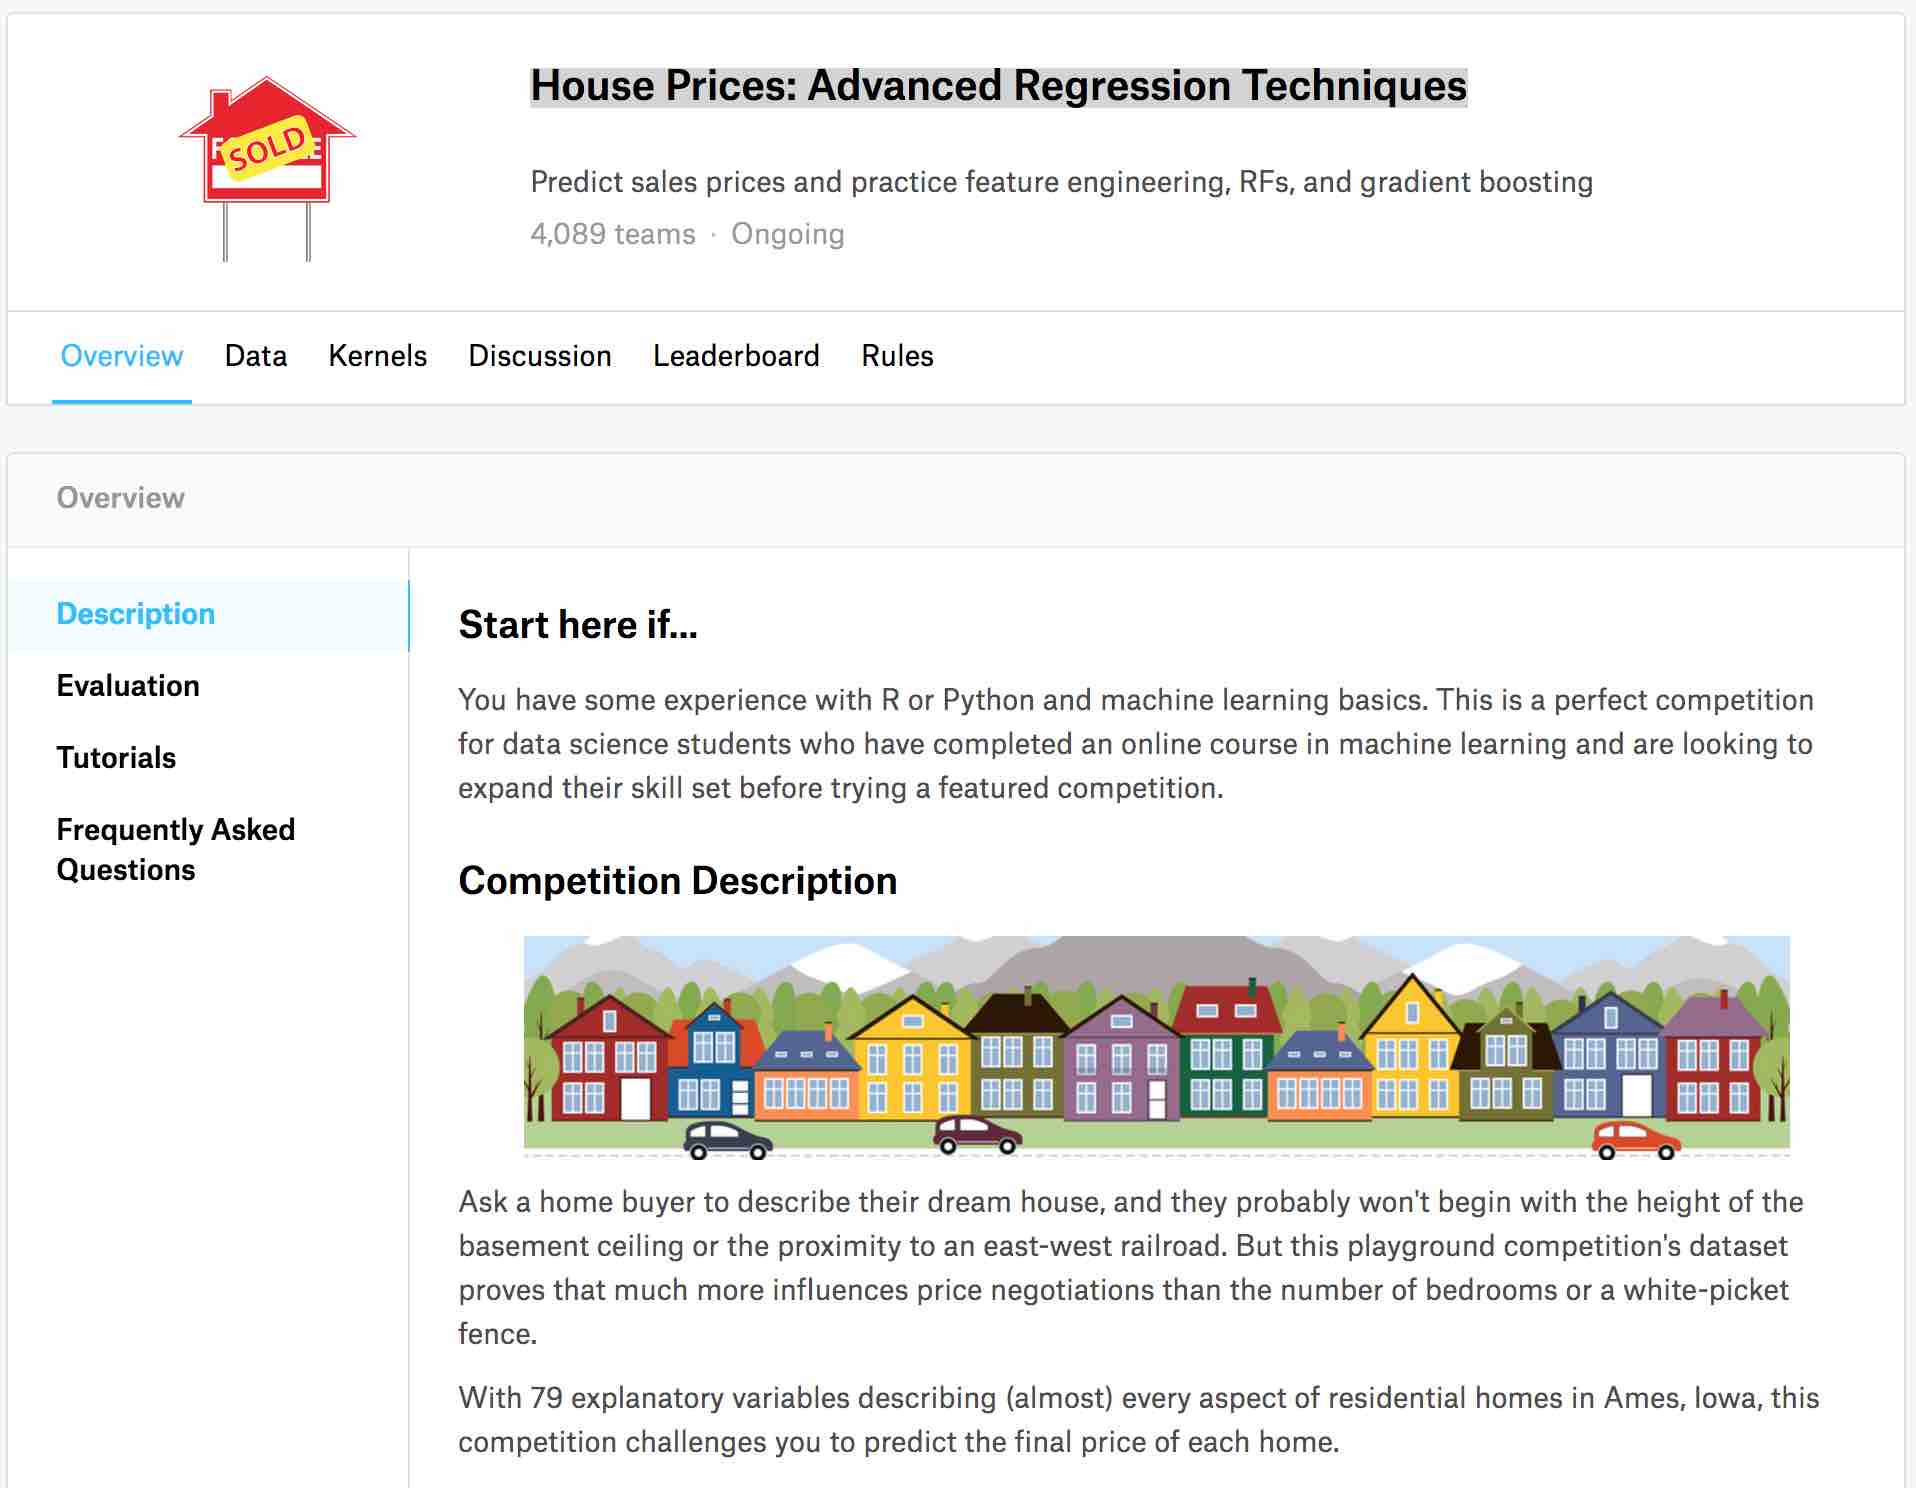 SOLD
House Prices: Advanced Regression Techniques
Predict sales prices and practice feature engineering, RFs, and gradient boosting
4,089 teams · Ongoing
Overview Data Kernels Discussion Leaderboard Rules
Overview
Description
Evaluation
Tutorials
Frequently Asked
Questions
Start here if...
You have some experience with R or Python and machine learning basics. This is a perfect competition
for data science students who have completed an online course in machine learning and are looking to
expand their skill set before trying a featured competition.
Competition Description
Ask a home buyer to describe their dream house, and they probably won't begin with the height of the
basement ceiling or the proximity to an east-west railroad. But this playground competition's dataset
proves that much more influences price negotiations than the number of bedrooms or a white-picket
fence.
With 79 explanatory variables describing (almost) every aspect of residential homes in Ames, Iowa, this
competition challenges you to predict the final price of each home.